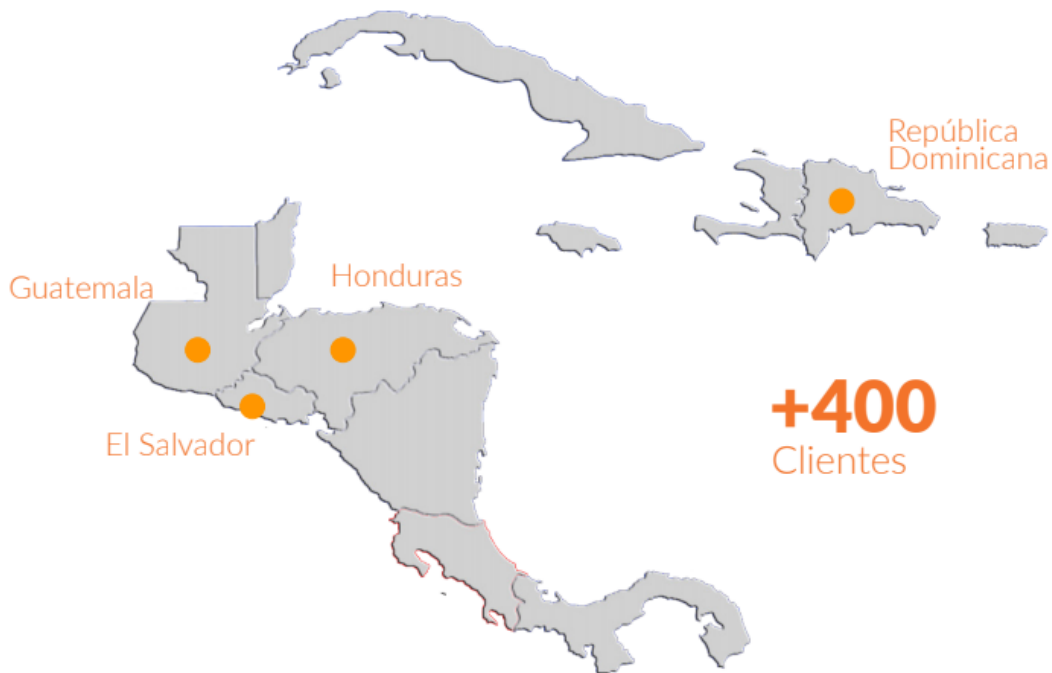 República
Dominicana
Guatemala
Honduras
El Salvador
+400
Clientes